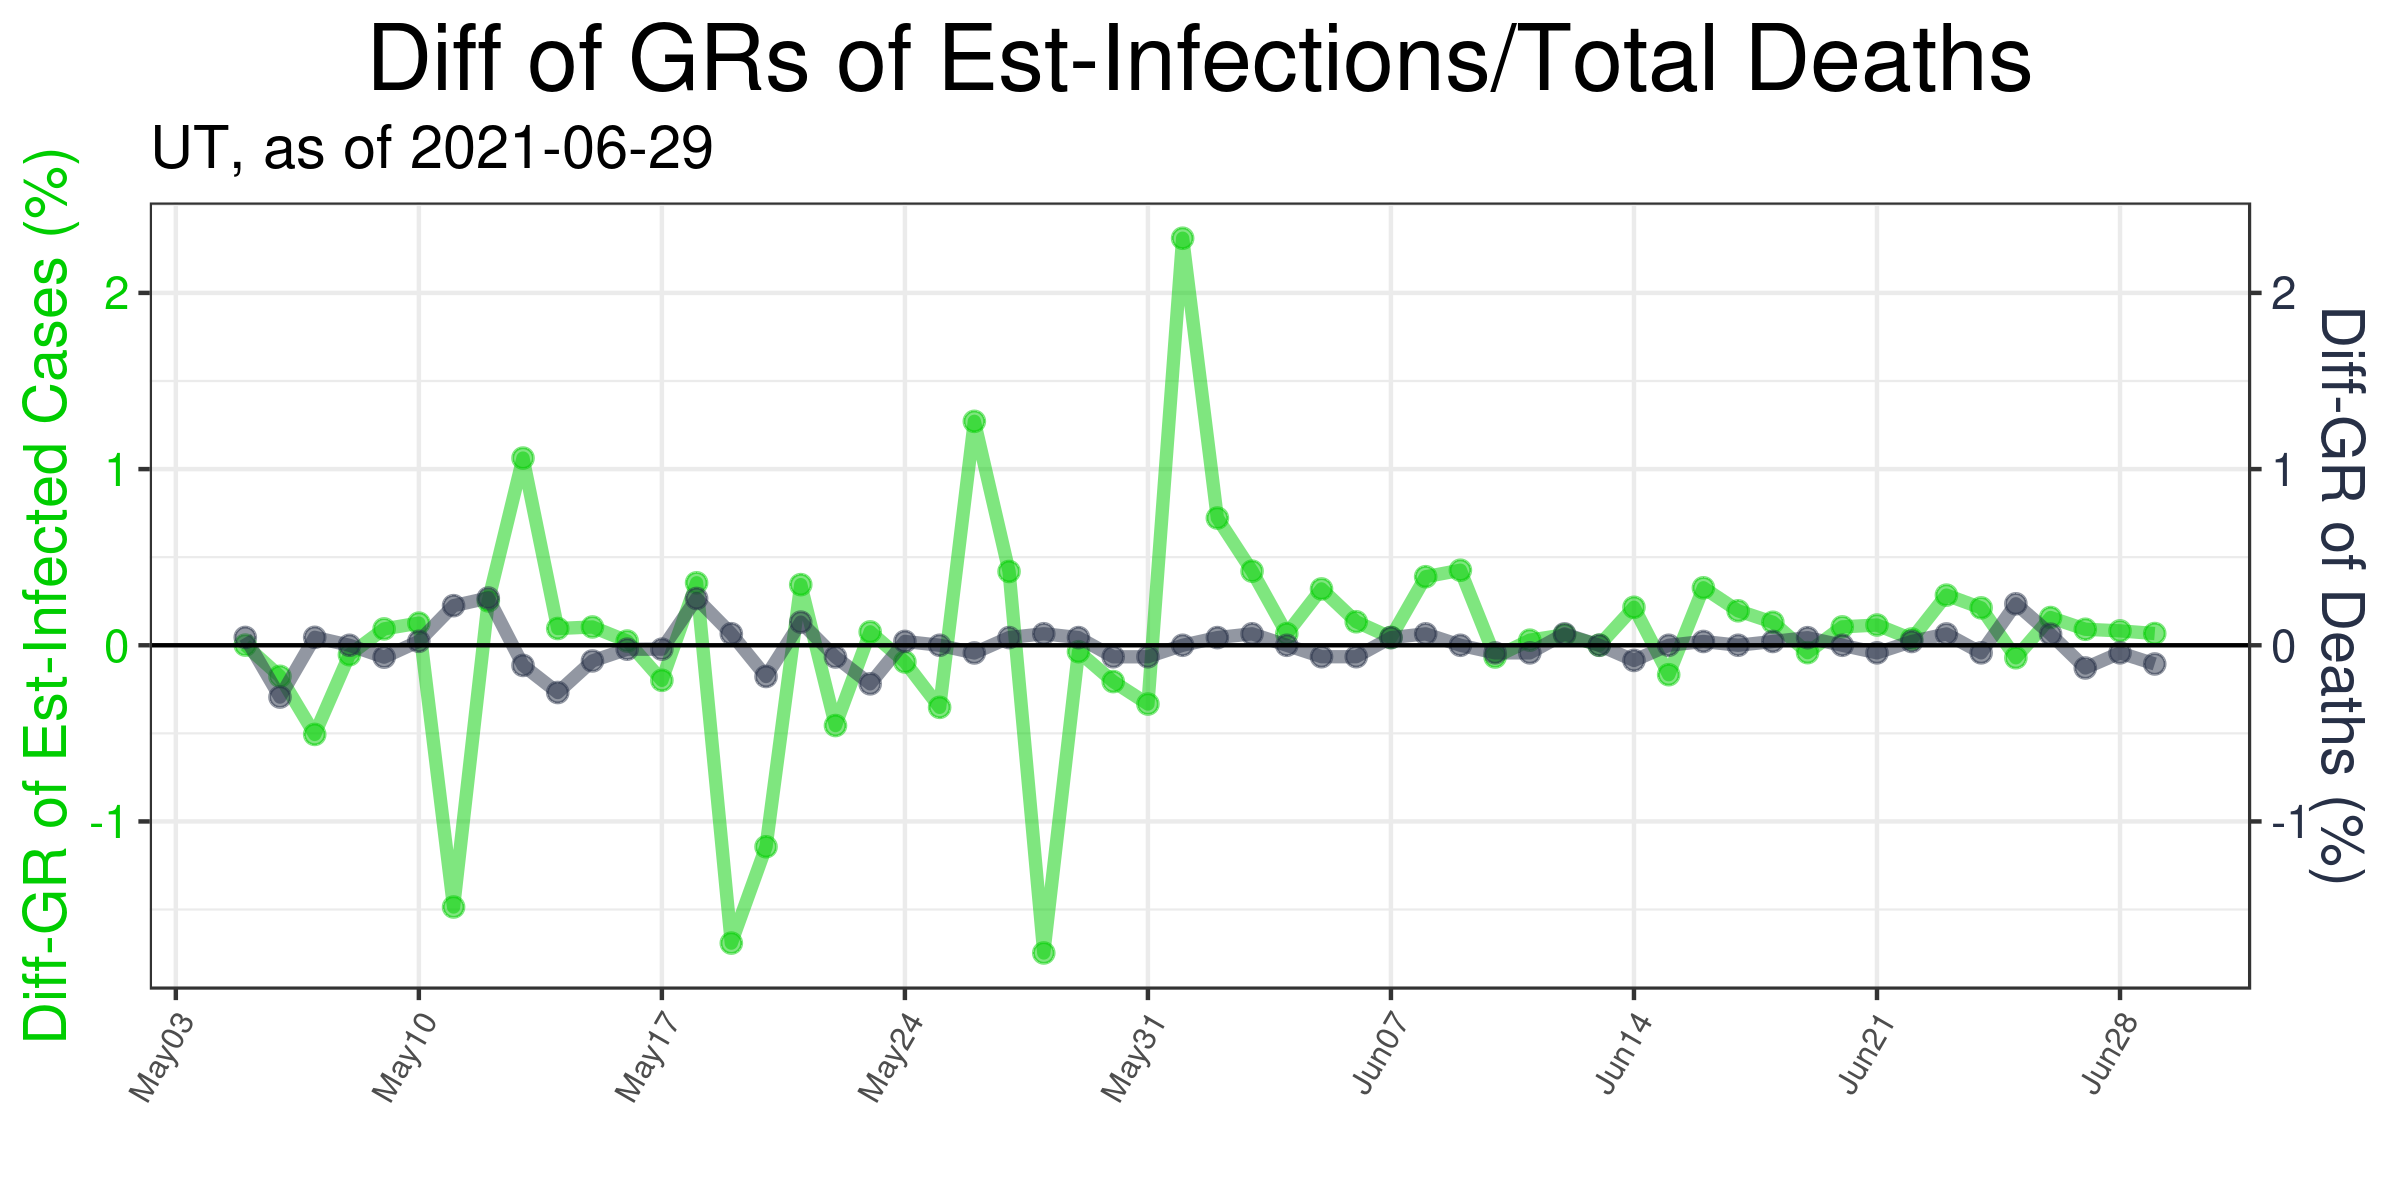 Diff of GRs of Est-Infections/Total Deaths
UT, as of 2021-06-29
Diff-GR of Est-Infected Cases (%)
2
1
0
-1
2
1
0
-1
Diff-GR of Deaths (%)
May03
May10
May17
May24
May31
Jun07
Jun14
Jun21
Jun28